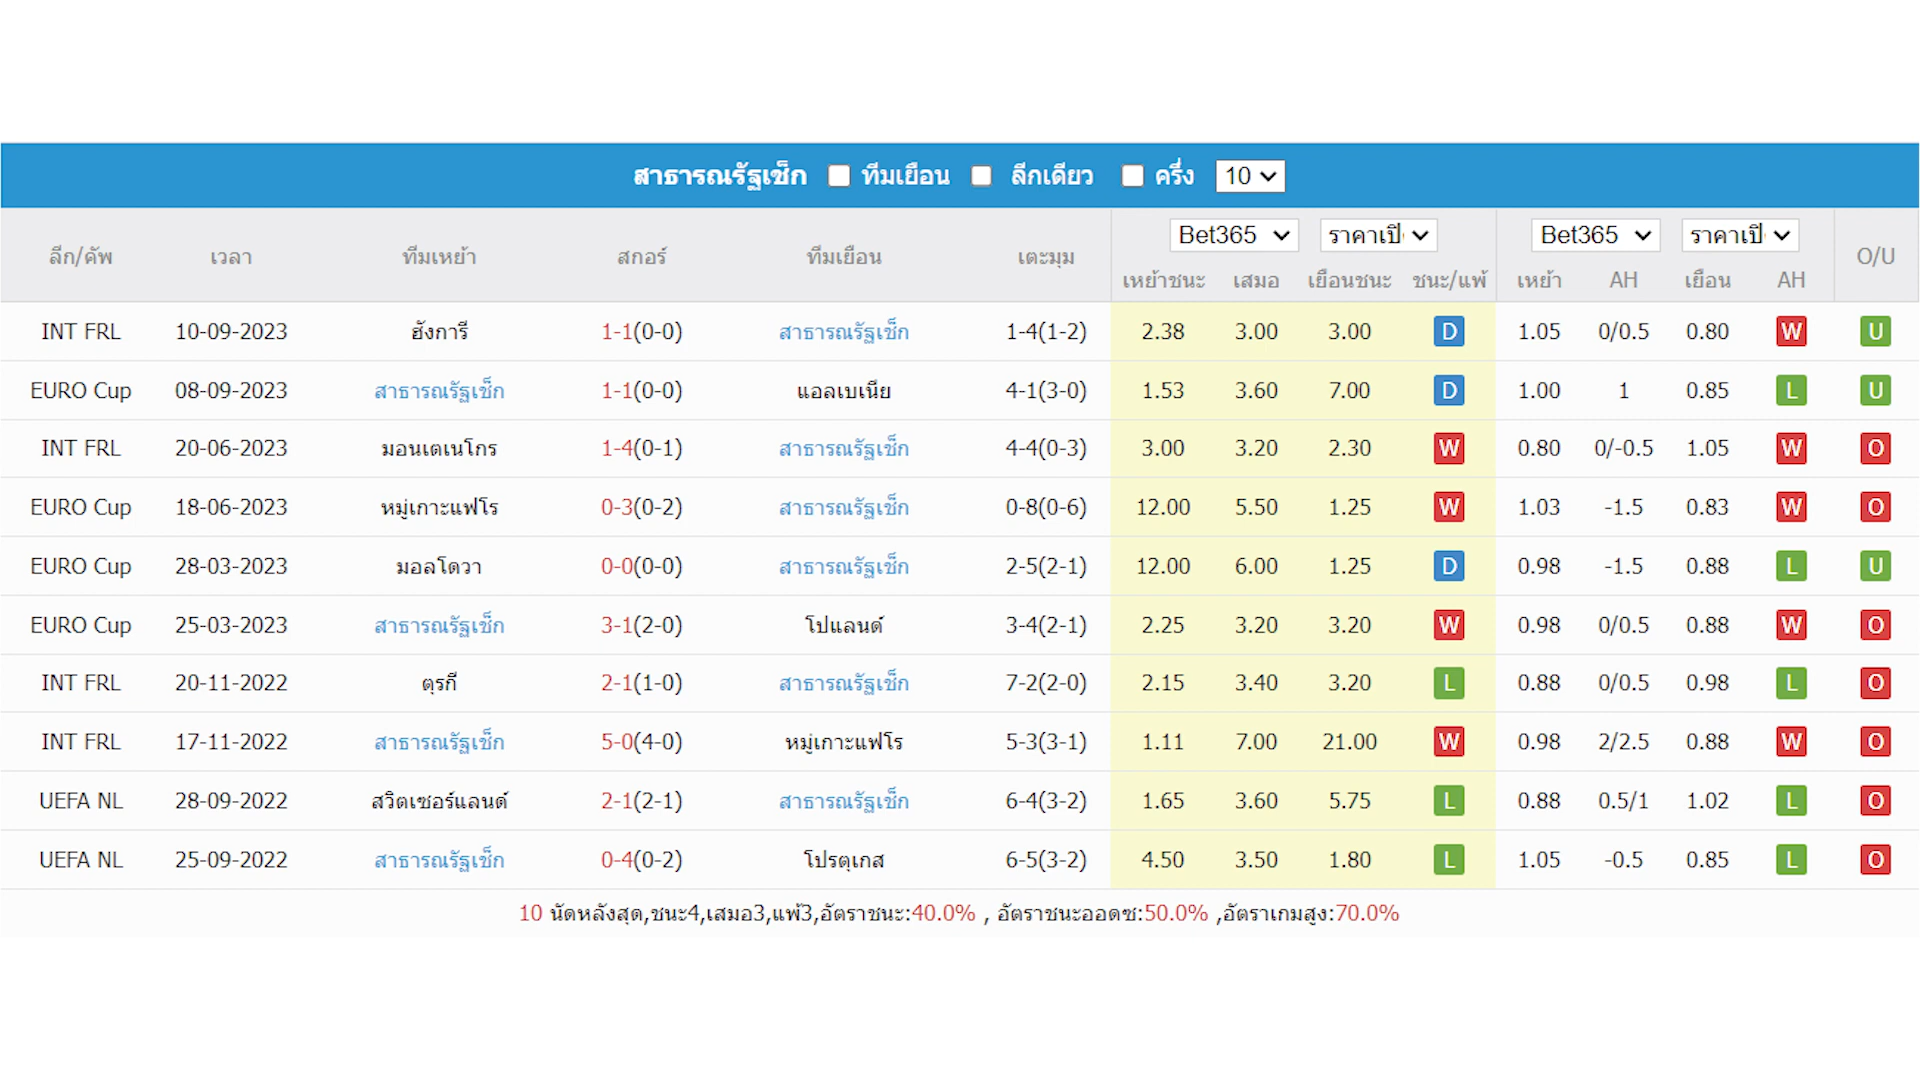 สาธารณรัฐเช็ก ทีมเยือน ลีกเดียว ครึ่ง 10
Bet365 ราคาเปิ Bet365 ราคาเปิ
ลีก/คัพ เวลา ทีมเหย้า สกอร์ ทีมเยือน เตะมุม O/U
เหย้าชนะ เสมอ เยือนชนะ ชนะ/แพ้ เหย้า AH เยือน AH
INT FRL 10-09-2023 ฮังการี 1-1(0-0) สาธารณรัฐเช็ก 1-4(1-2) 2.38 3.00 3.00 D 1.05 0/0.5 0.80 W U
EURO Cup 08-09-2023 สาธารณรัฐเช็ก 1-1(0-0) แอลเบเนีย 4-1(3-0) 1.53 3.60 7.00 D 1.00 1 0.85 L U
INT FRL 20-06-2023 มอนเตเนโกร 1-4(0-1) สาธารณรัฐเช็ก 4-4(0-3) 3.00 3.20 2.30 W 0.80 0/-0.5 1.05 W O
EURO Cup 18-06-2023 หมู่เกาะแฟโร 0-3(0-2) สาธารณรัฐเช็ก 0-8(0-6) 12.00 5.50 1.25 W 1.03 -1.5 0.83 W O
EURO Cup 28-03-2023 มอลโดวา 0-0(0-0) สาธารณรัฐเช็ก 2-5(2-1) 12.00 6.00 1.25 D 0.98 -1.5 0.88 L U
EURO Cup 25-03-2023 สาธารณรัฐเช็ก 3-1(2-0) โปแลนด์ 3-4(2-1) 2.25 3.20 3.20 W 0.98 0/0.5 0.88 W O
INT FRL 20-11-2022 ตุรกี 2-1(1-0) สาธารณรัฐเช็ก 7-2(2-0) 2.15 3.40 3.20 L 0.88 0/0.5 0.98 L O
INT FRL 17-11-2022 สาธารณรัฐเช็ก 5-0(4-0) หมู่เกาะแฟโร 5-3(3-1) 1.11 7.00 21.00 W 0.98 2/2.5 0.88 W O
UEFA NL 28-09-2022 สวิตเซอร์แลนด์ 2-1(2-1) สาธารณรัฐเช็ก 6-4(3-2) 1.65 3.60 5.75 L 0.88 0.5/1 1.02 L O
UEFA NL 25-09-2022 สาธารณรัฐเช็ก 0-4(0-2) โปรตุเกส 6-5(3-2) 4.50 3.50 1.80 L 1.05 -0.5 0.85 L O
10 นัดหลังสุด,ชนะ4,เสมอ3,แพ้3,อัตราชนะ:40.0% , อัตราชนะออดซ:50.0% ,อัตราเกมสูง:70.0%